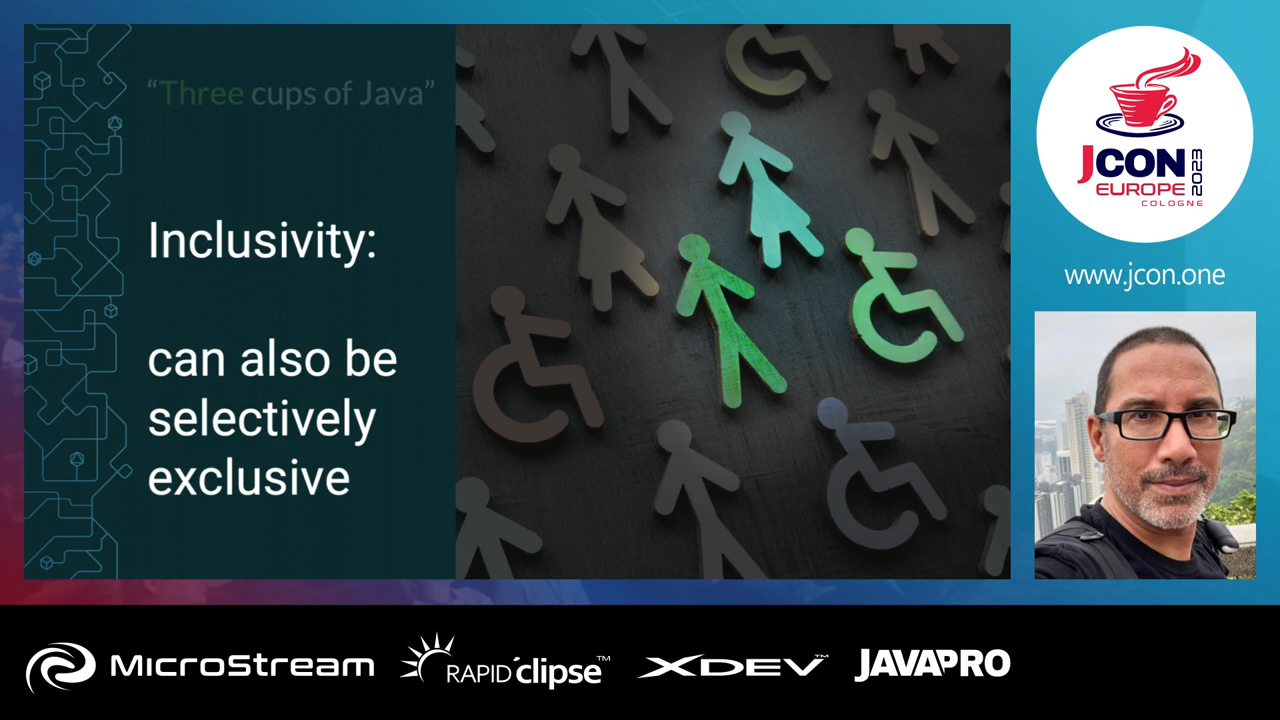 “Three cups of Java”
Inclusivity:
can also be
selectively
exclusive
JCON
EUROPE
2023
COLOGNE
www.jcon.one
MicroStream
RAPID'clipse™
XDEV™
JAVAPRO